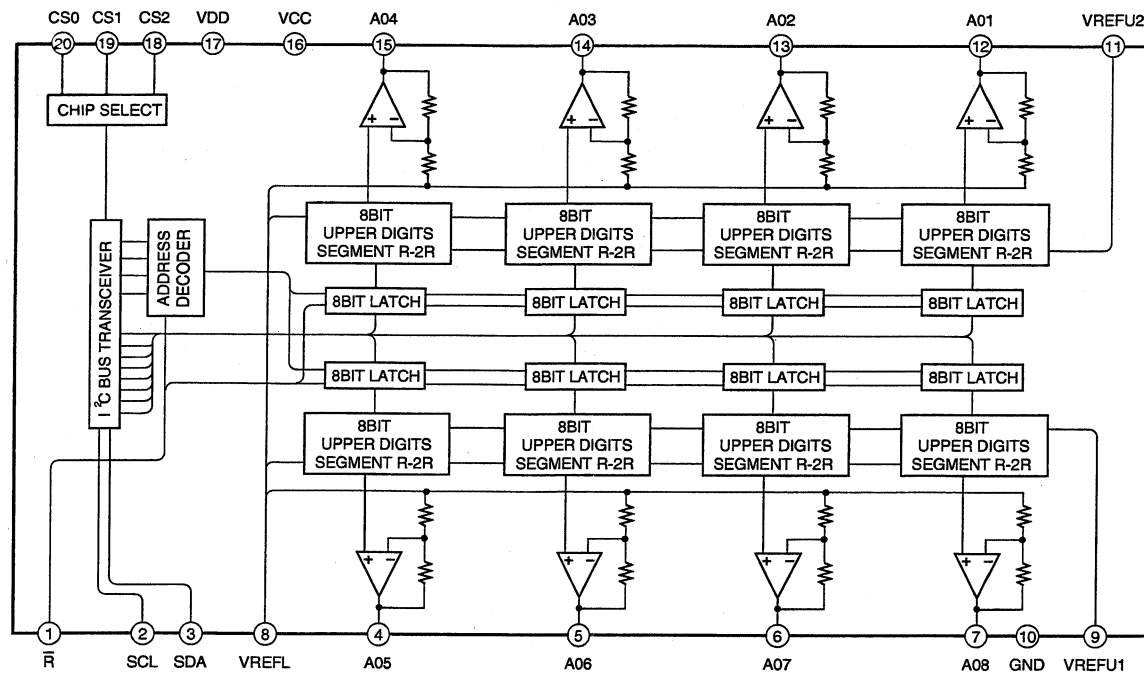 CS0 CS1 CS2 VDD VCC A04 A03 A02 A01 VREFU2
20 19 18 17 16 15 14 13 12 11
CHIP SELECT
+ − + − + − + −
8BIT
UPPER DIGITS
SEGMENT R-2R
8BIT
UPPER DIGITS
SEGMENT R-2R
8BIT
UPPER DIGITS
SEGMENT R-2R
8BIT
UPPER DIGITS
SEGMENT R-2R
I²C BUS TRANSCEIVER
ADDRESS
DECODER
8BIT LATCH 8BIT LATCH 8BIT LATCH 8BIT LATCH
8BIT LATCH 8BIT LATCH 8BIT LATCH 8BIT LATCH
8BIT
UPPER DIGITS
SEGMENT R-2R
8BIT
UPPER DIGITS
SEGMENT R-2R
8BIT
UPPER DIGITS
SEGMENT R-2R
8BIT
UPPER DIGITS
SEGMENT R-2R
+ − + − + − + −
1 2 3 8 4 5 6 7 10 9
R̅ SCL SDA VREFL A05 A06 A07 A08 GND VREFU1